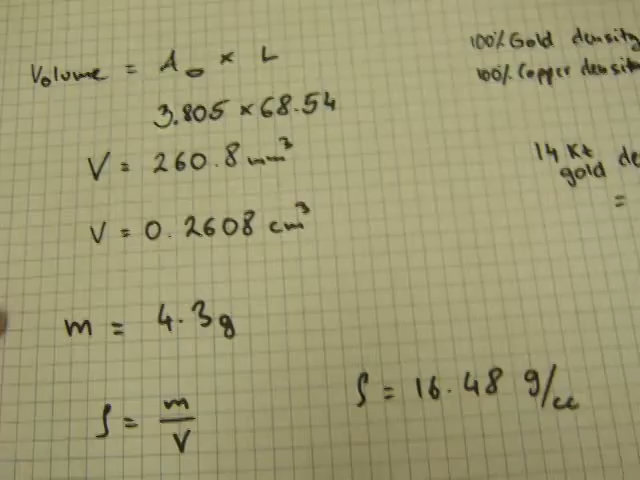 Volume = A₀ × L
3.805 × 68.54
V = 260.8 mm³
V = 0.2608 cm³
m = 4.3g
ρ = m/V
ρ = 16.48 g/cc
100% Gold density
100% Copper densit
14 Kt
gold de
=